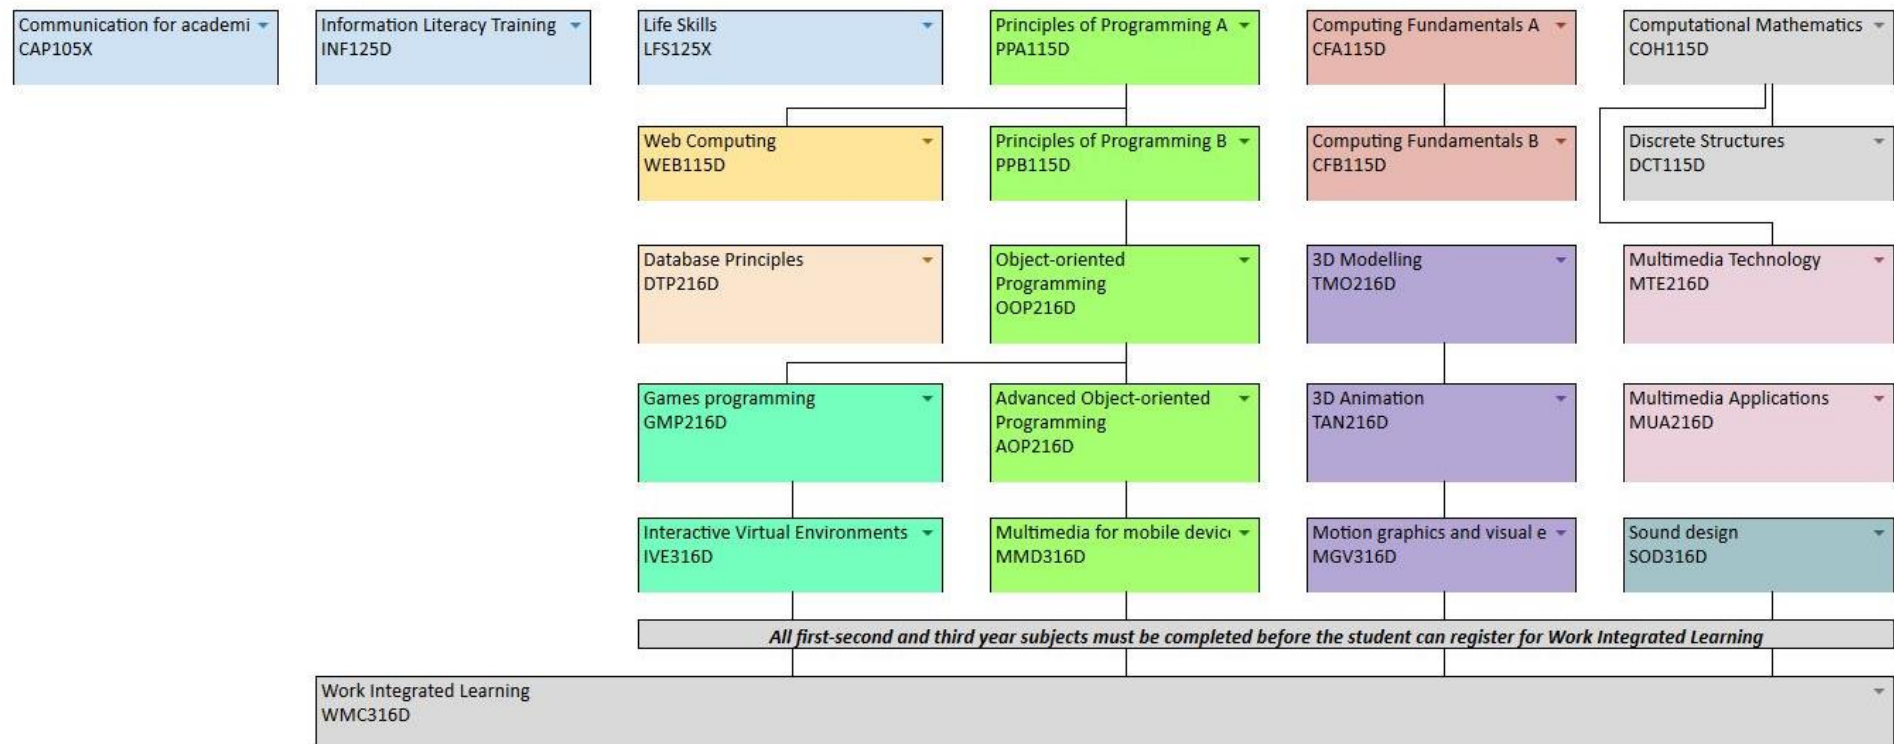 Communication for academi
CAP105X
Information Literacy Training
INF125D
Life Skills
LFS125X
Principles of Programming A
PPA115D
Computing Fundamentals A
CFA115D
Computational Mathematics
COH115D
Web Computing
WEB115D
Principles of Programming B
PPB115D
Computing Fundamentals B
CFB115D
Discrete Structures
DCT115D
Database Principles
DTP216D
Object-oriented
Programming
OOP216D
3D Modelling
TMO216D
Multimedia Technology
MTE216D
Games programming
GMP216D
Advanced Object-oriented
Programming
AOP216D
3D Animation
TAN216D
Multimedia Applications
MUA216D
Interactive Virtual Environments
IVE316D
Multimedia for mobile devic
MMD316D
Motion graphics and visual e
MGV316D
Sound design
SOD316D
All first-second and third year subjects must be completed before the student can register for Work Integrated Learning
Work Integrated Learning
WMC316D